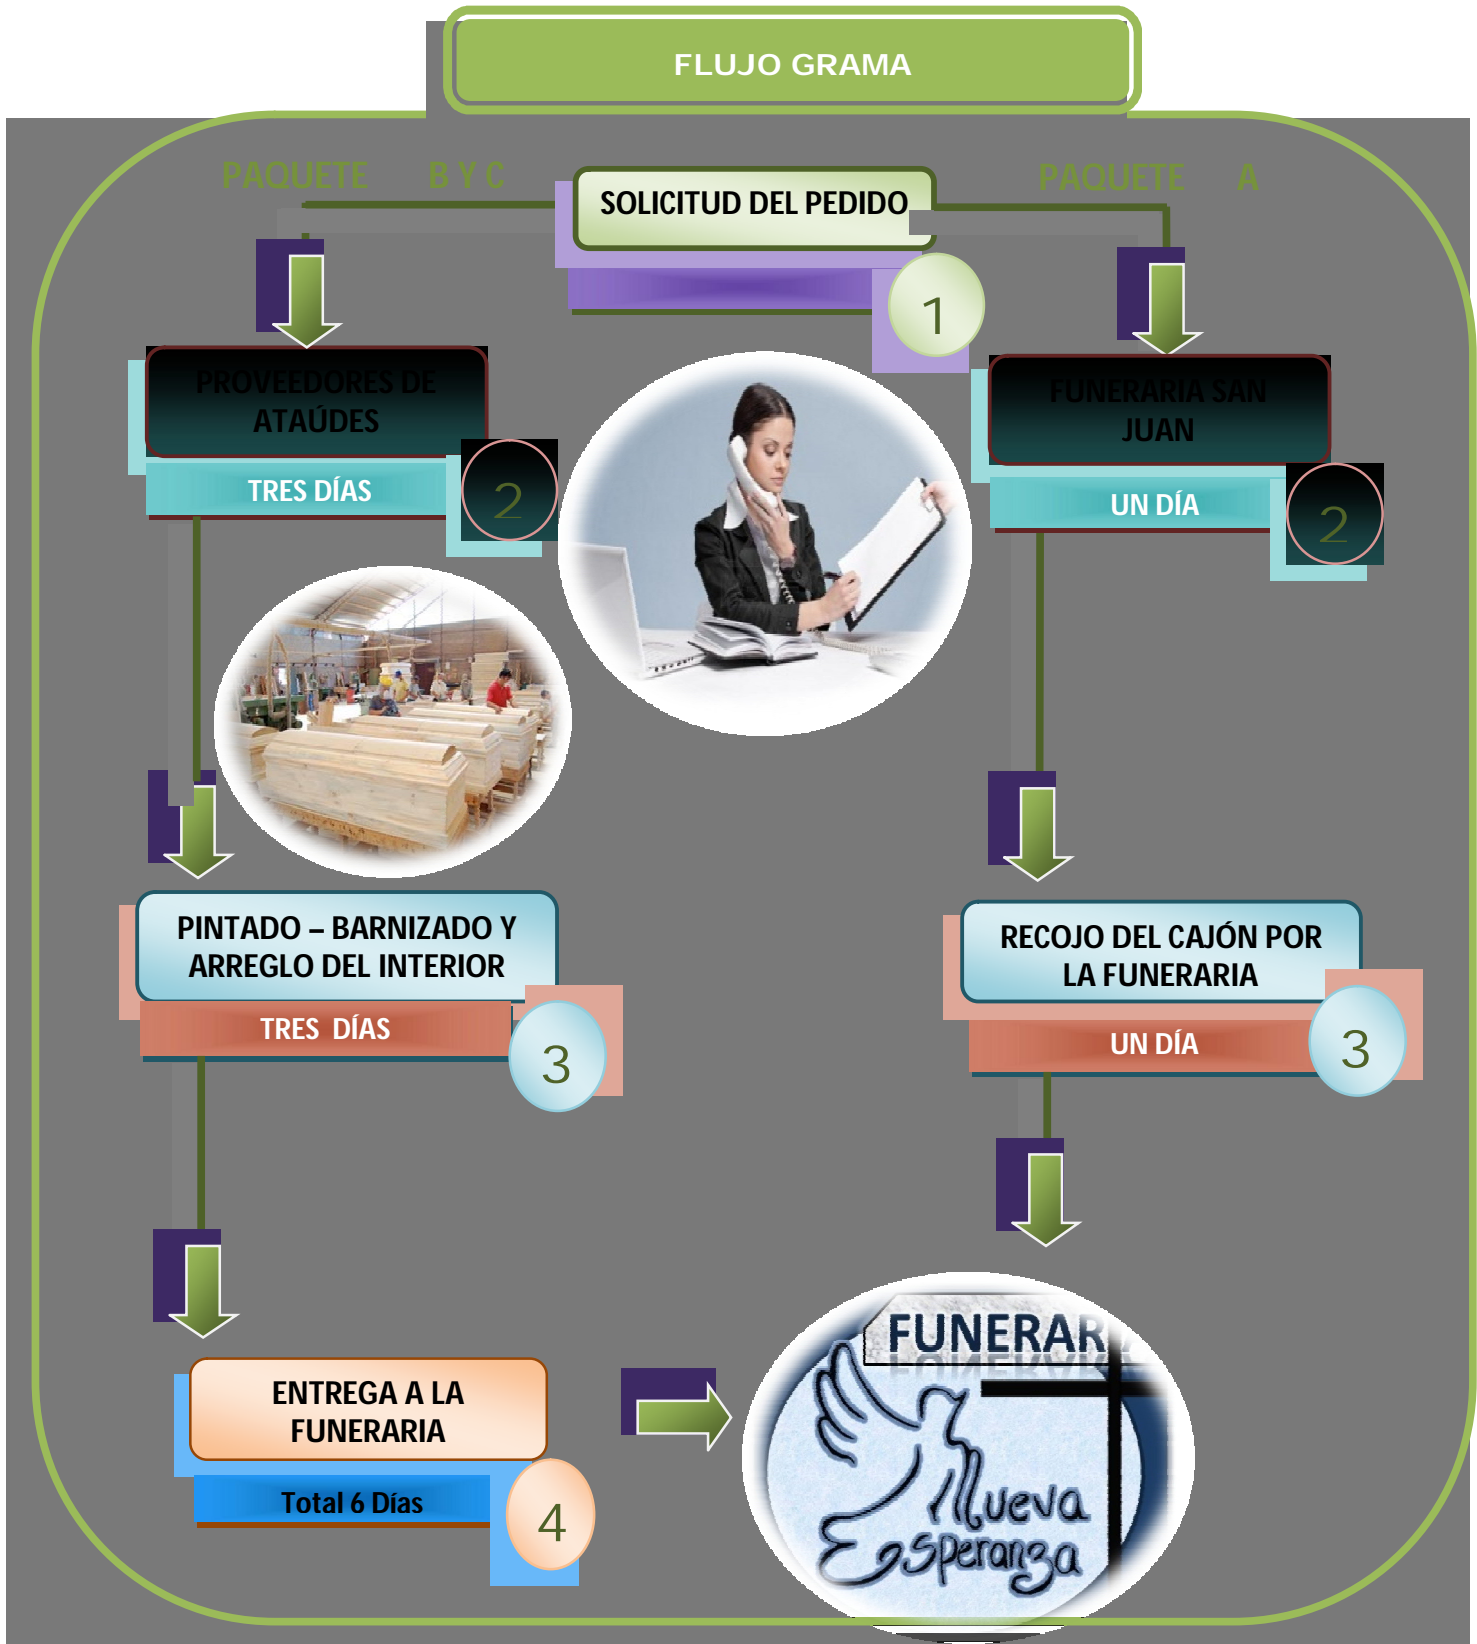 FLUJO GRAMA
PAQUETE B Y C
SOLICITUD DEL PEDIDO
PAQUETE A
1
PROVEEDORES DE
ATAÚDES
TRES DÍAS
2
FUNERARIA SAN
JUAN
UN DÍA
2
PINTADO – BARNIZADO Y
ARREGLO DEL INTERIOR
TRES DÍAS
3
RECOJO DEL CAJÓN POR
LA FUNERARIA
UN DÍA
3
ENTREGA A LA
FUNERARIA
Total 6 Días
4
FUNERARIA
Nueva
Esperanza